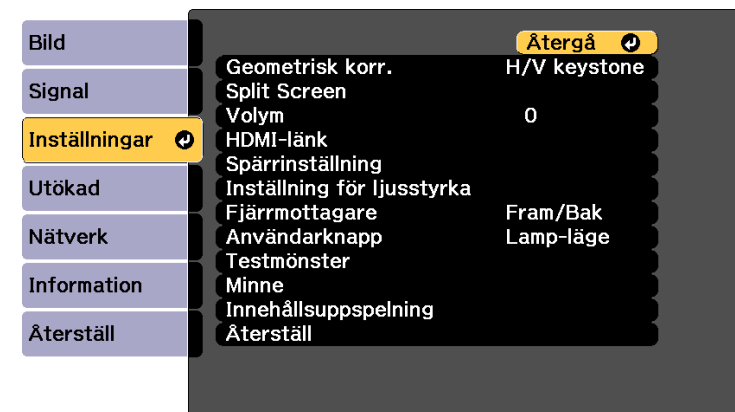 Bild
Signal
Inställningar
Utökad
Nätverk
Information
Återställ
Återgå
Geometrisk korr. H/V keystone
Split Screen
Volym 0
HDMI-länk
Spärrinställning
Inställning för ljusstyrka
Fjärrmottagare Fram/Bak
Användarknapp Lamp-läge
Testmönster
Minne
Innehållsuppspelning
Återställ